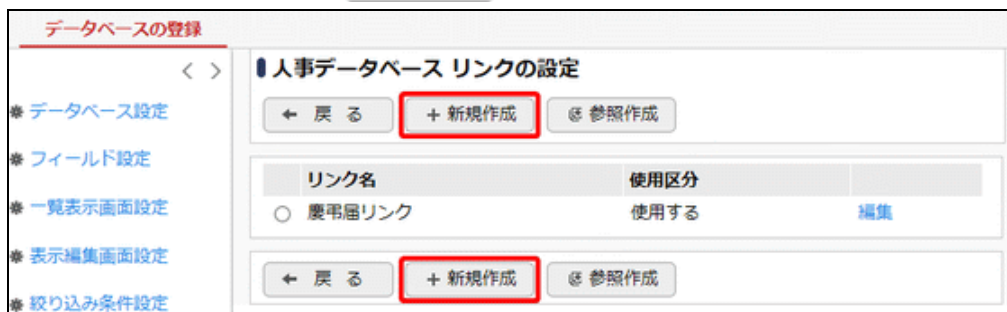 データベースの登録
< >
データベース設定
フィールド設定
一覧表示画面設定
表示編集画面設定
絞り込み条件設定
人事データベース リンクの設定
戻る
+ 新規作成
参照作成
リンク名 使用区分
慶弔届リンク 使用する 編集
戻る
+ 新規作成
参照作成